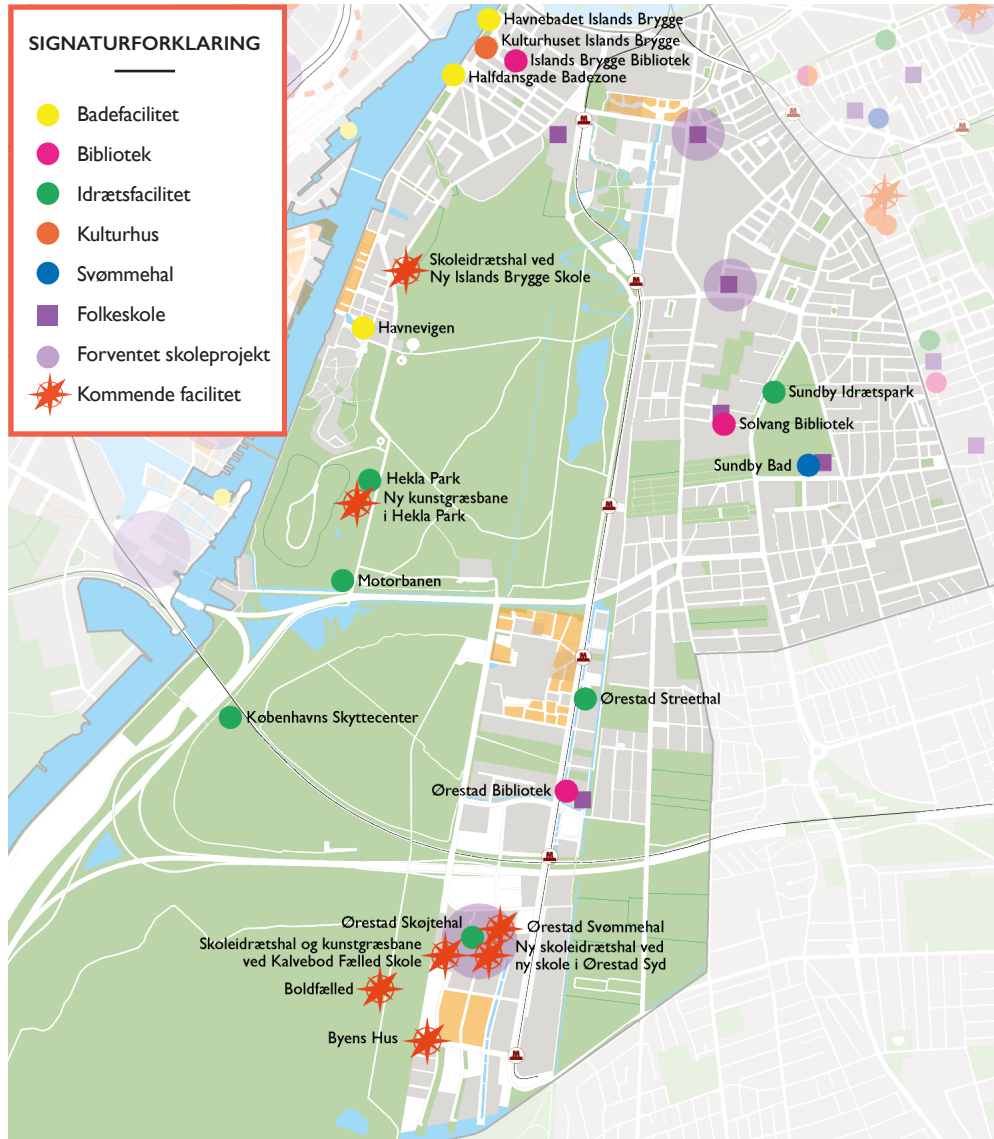 SIGNATURFORKLARING
Badefacilitet
Bibliotek
Idrætsfacilitet
Kulturhus
Svømmehal
Folkeskole
Forventet skoleprojekt
Kommende facilitet
Havnebadet Islands Brygge
Kulturhuset Islands Brygge
Islands Brygge Bibliotek
Halfdansgade Badezone
Skoleidrætshal ved
Ny Islands Brygge Skole
Havnevigen
Sundby Idrætspark
Solvang Bibliotek
Sundby Bad
Hekla Park
Ny kunstgræsbane
i Hekla Park
Motorbanen
Ørestad Streethal
Københavns Skyttecenter
Ørestad Bibliotek
Ørestad Skøjtehal
Ørestad Svømmehal
Skoleidrætshal og kunstgræsbane
ved Kalvebod Fælled Skole
Ny skoleidrætshal ved
ny skole i Ørestad Syd
Boldfælled
Byens Hus